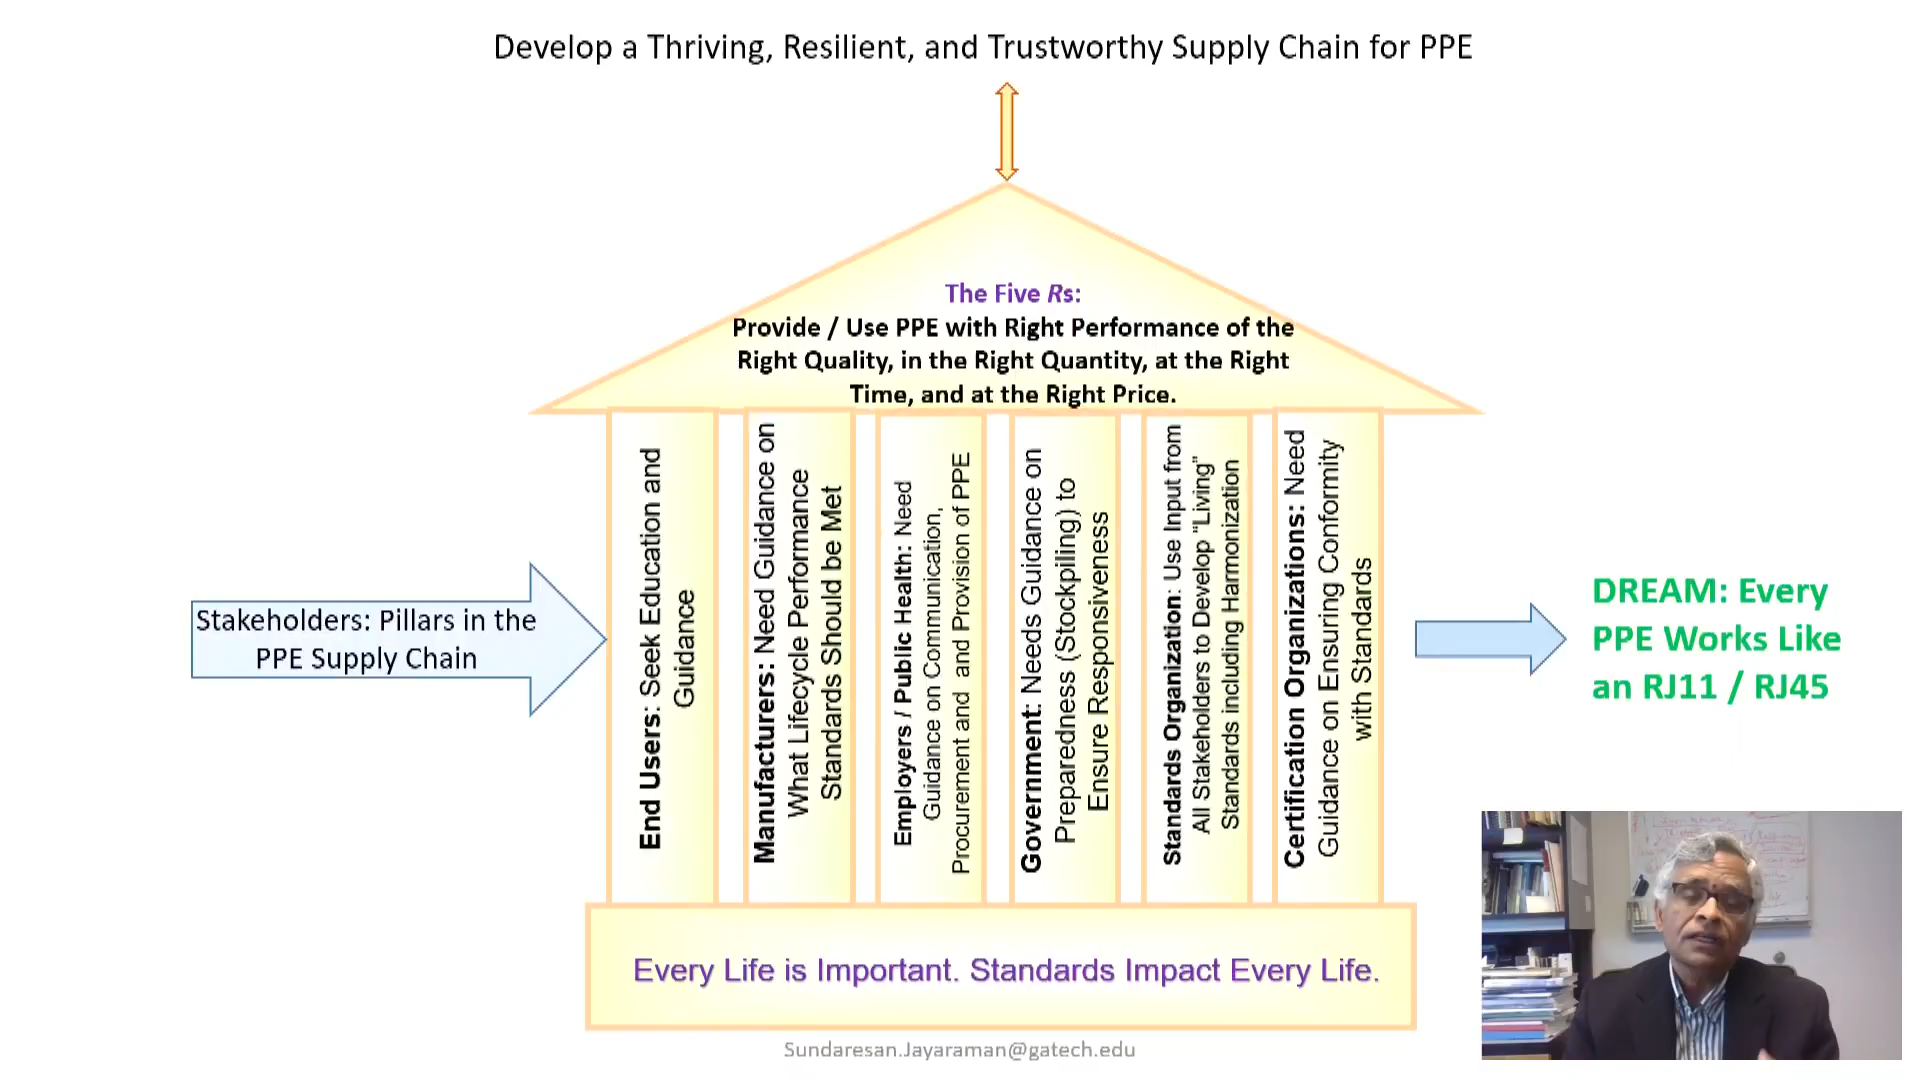 Develop a Thriving, Resilient, and Trustworthy Supply Chain for PPE
The Five Rs:
Provide / Use PPE with Right Performance of the
Right Quality, in the Right Quantity, at the Right
Time, and at the Right Price.
Stakeholders: Pillars in the
PPE Supply Chain
End Users: Seek Education and
Guidance
Manufacturers: Need Guidance on
What Lifecycle Performance
Standards Should be Met
Employers / Public Health: Need
Guidance on Communication,
Procurement and and Provision of PPE
Government: Needs Guidance on
Preparedness (Stockpiling) to
Ensure Responsiveness
Standards Organization: Use Input from
All Stakeholders to Develop "Living"
Standards including Harmonization
Certification Organizations: Need
Guidance on Ensuring Conformity
with Standards
DREAM: Every
PPE Works Like
an RJ11 / RJ45
Every Life is Important. Standards Impact Every Life.
Sundaresan.Jayaraman@gatech.edu